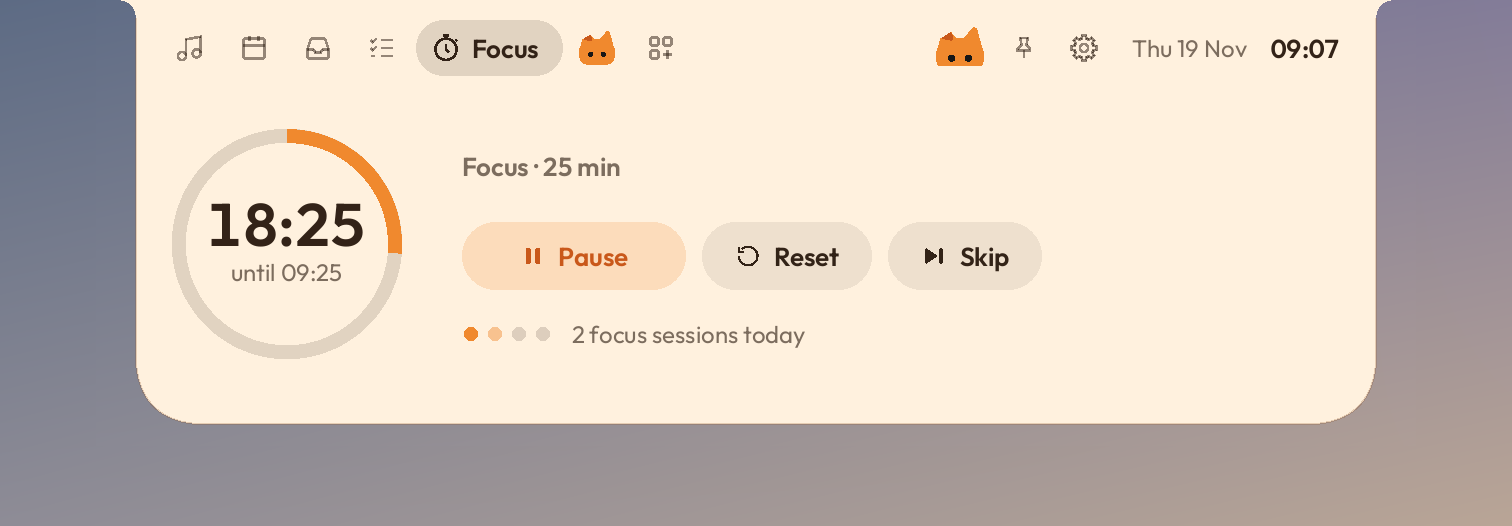 Focus
Thu 19 Nov 09:07
18:25
until 09:25
Focus · 25 min
Pause
Reset
Skip
2 focus sessions today